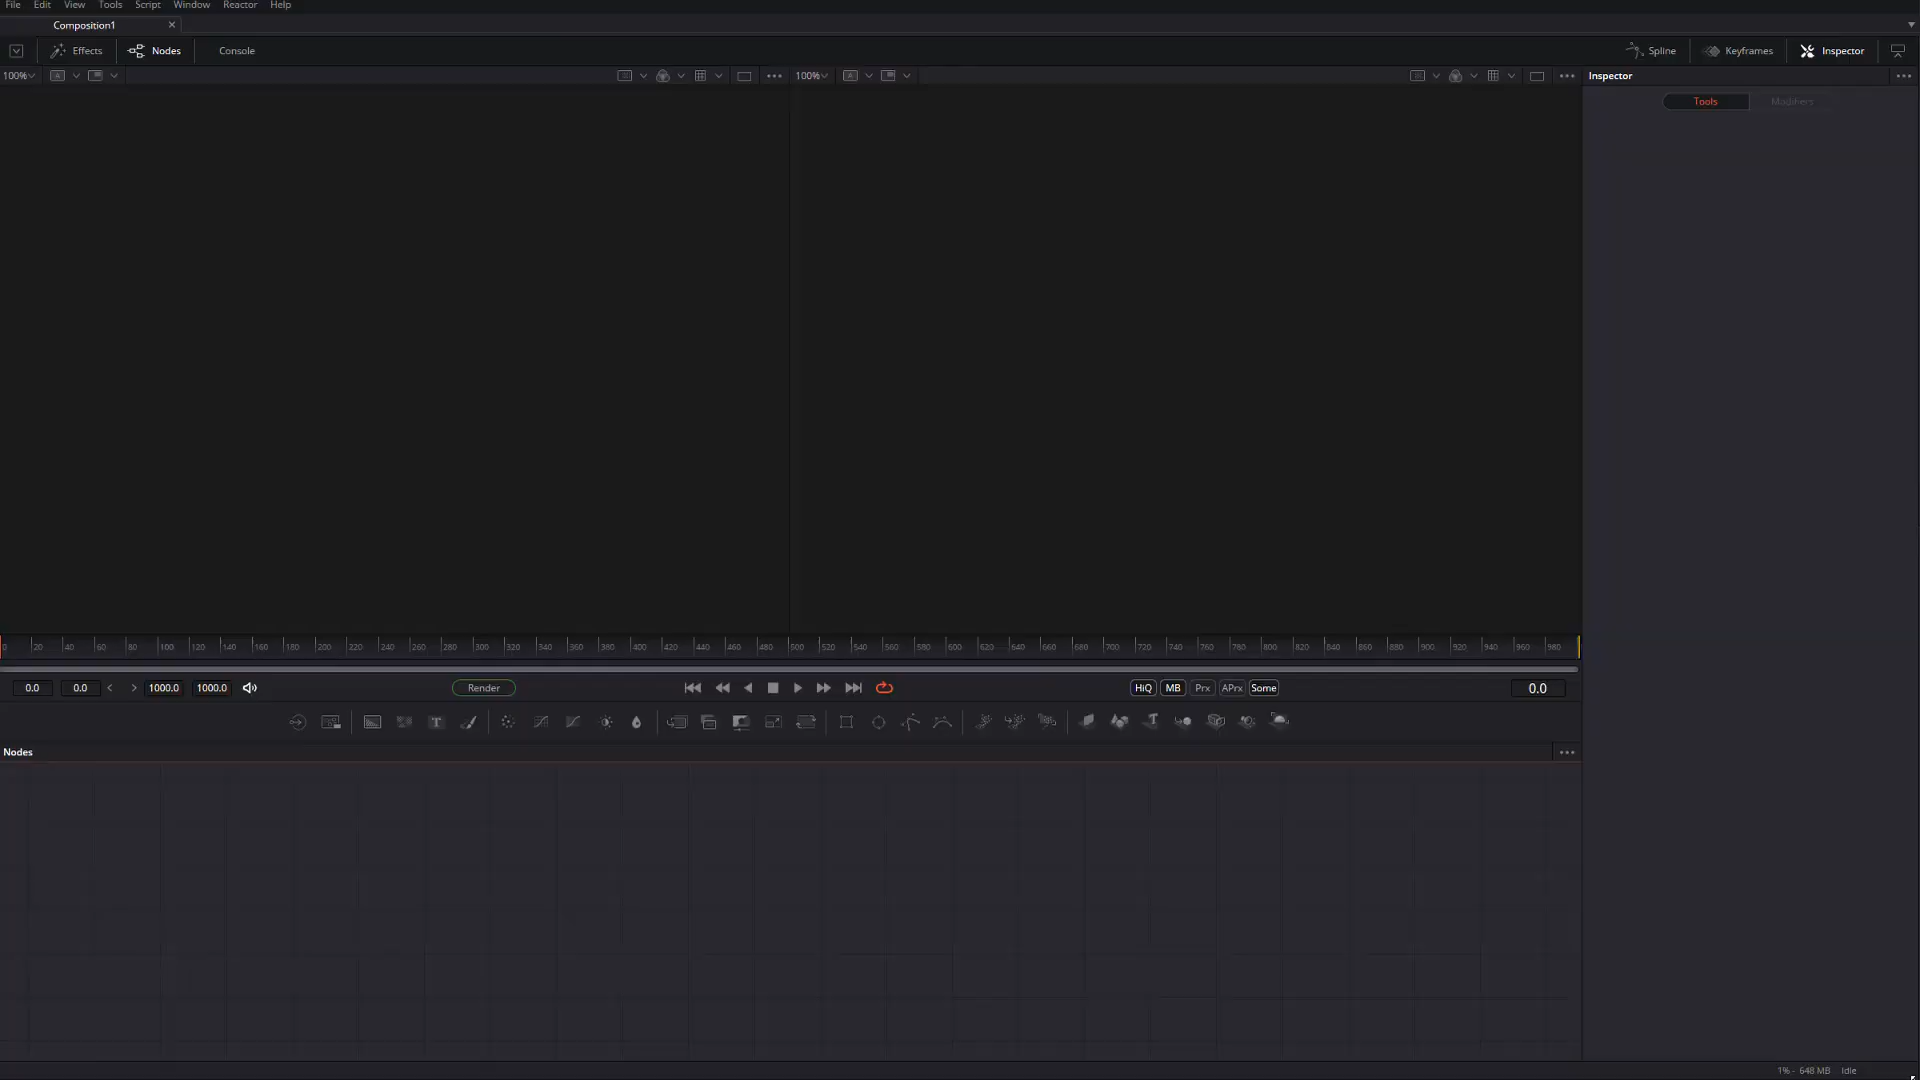 File Edit View Tools Script Window Reactor Help
Composition1
Effects Nodes Console Spline Keyframes Inspector
100% 100% Inspector
Tools Modifiers
0 20 40 60 80 100 120 140 160 180 200 220 240 260 280 300 320 340 360 380 400 420 440 460 480 500 520 540 560 580 600 620 640 660 680 700 720 740 760 780 800 820 840 860 880 900 920 940 960 980
0.0 0.0 1000.0 1000.0 Render HiQ MB Prx APrx Some 0.0
Nodes
1% - 648 MB Idle